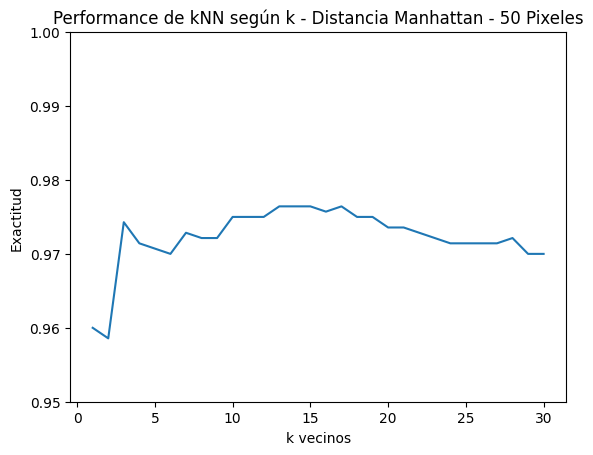 Performance de kNN según k - Distancia Manhattan - 50 Pixeles
1.00
0.99
0.98
0.97
0.96
0.95
Exactitud
0 5 10 15 20 25 30
k vecinos